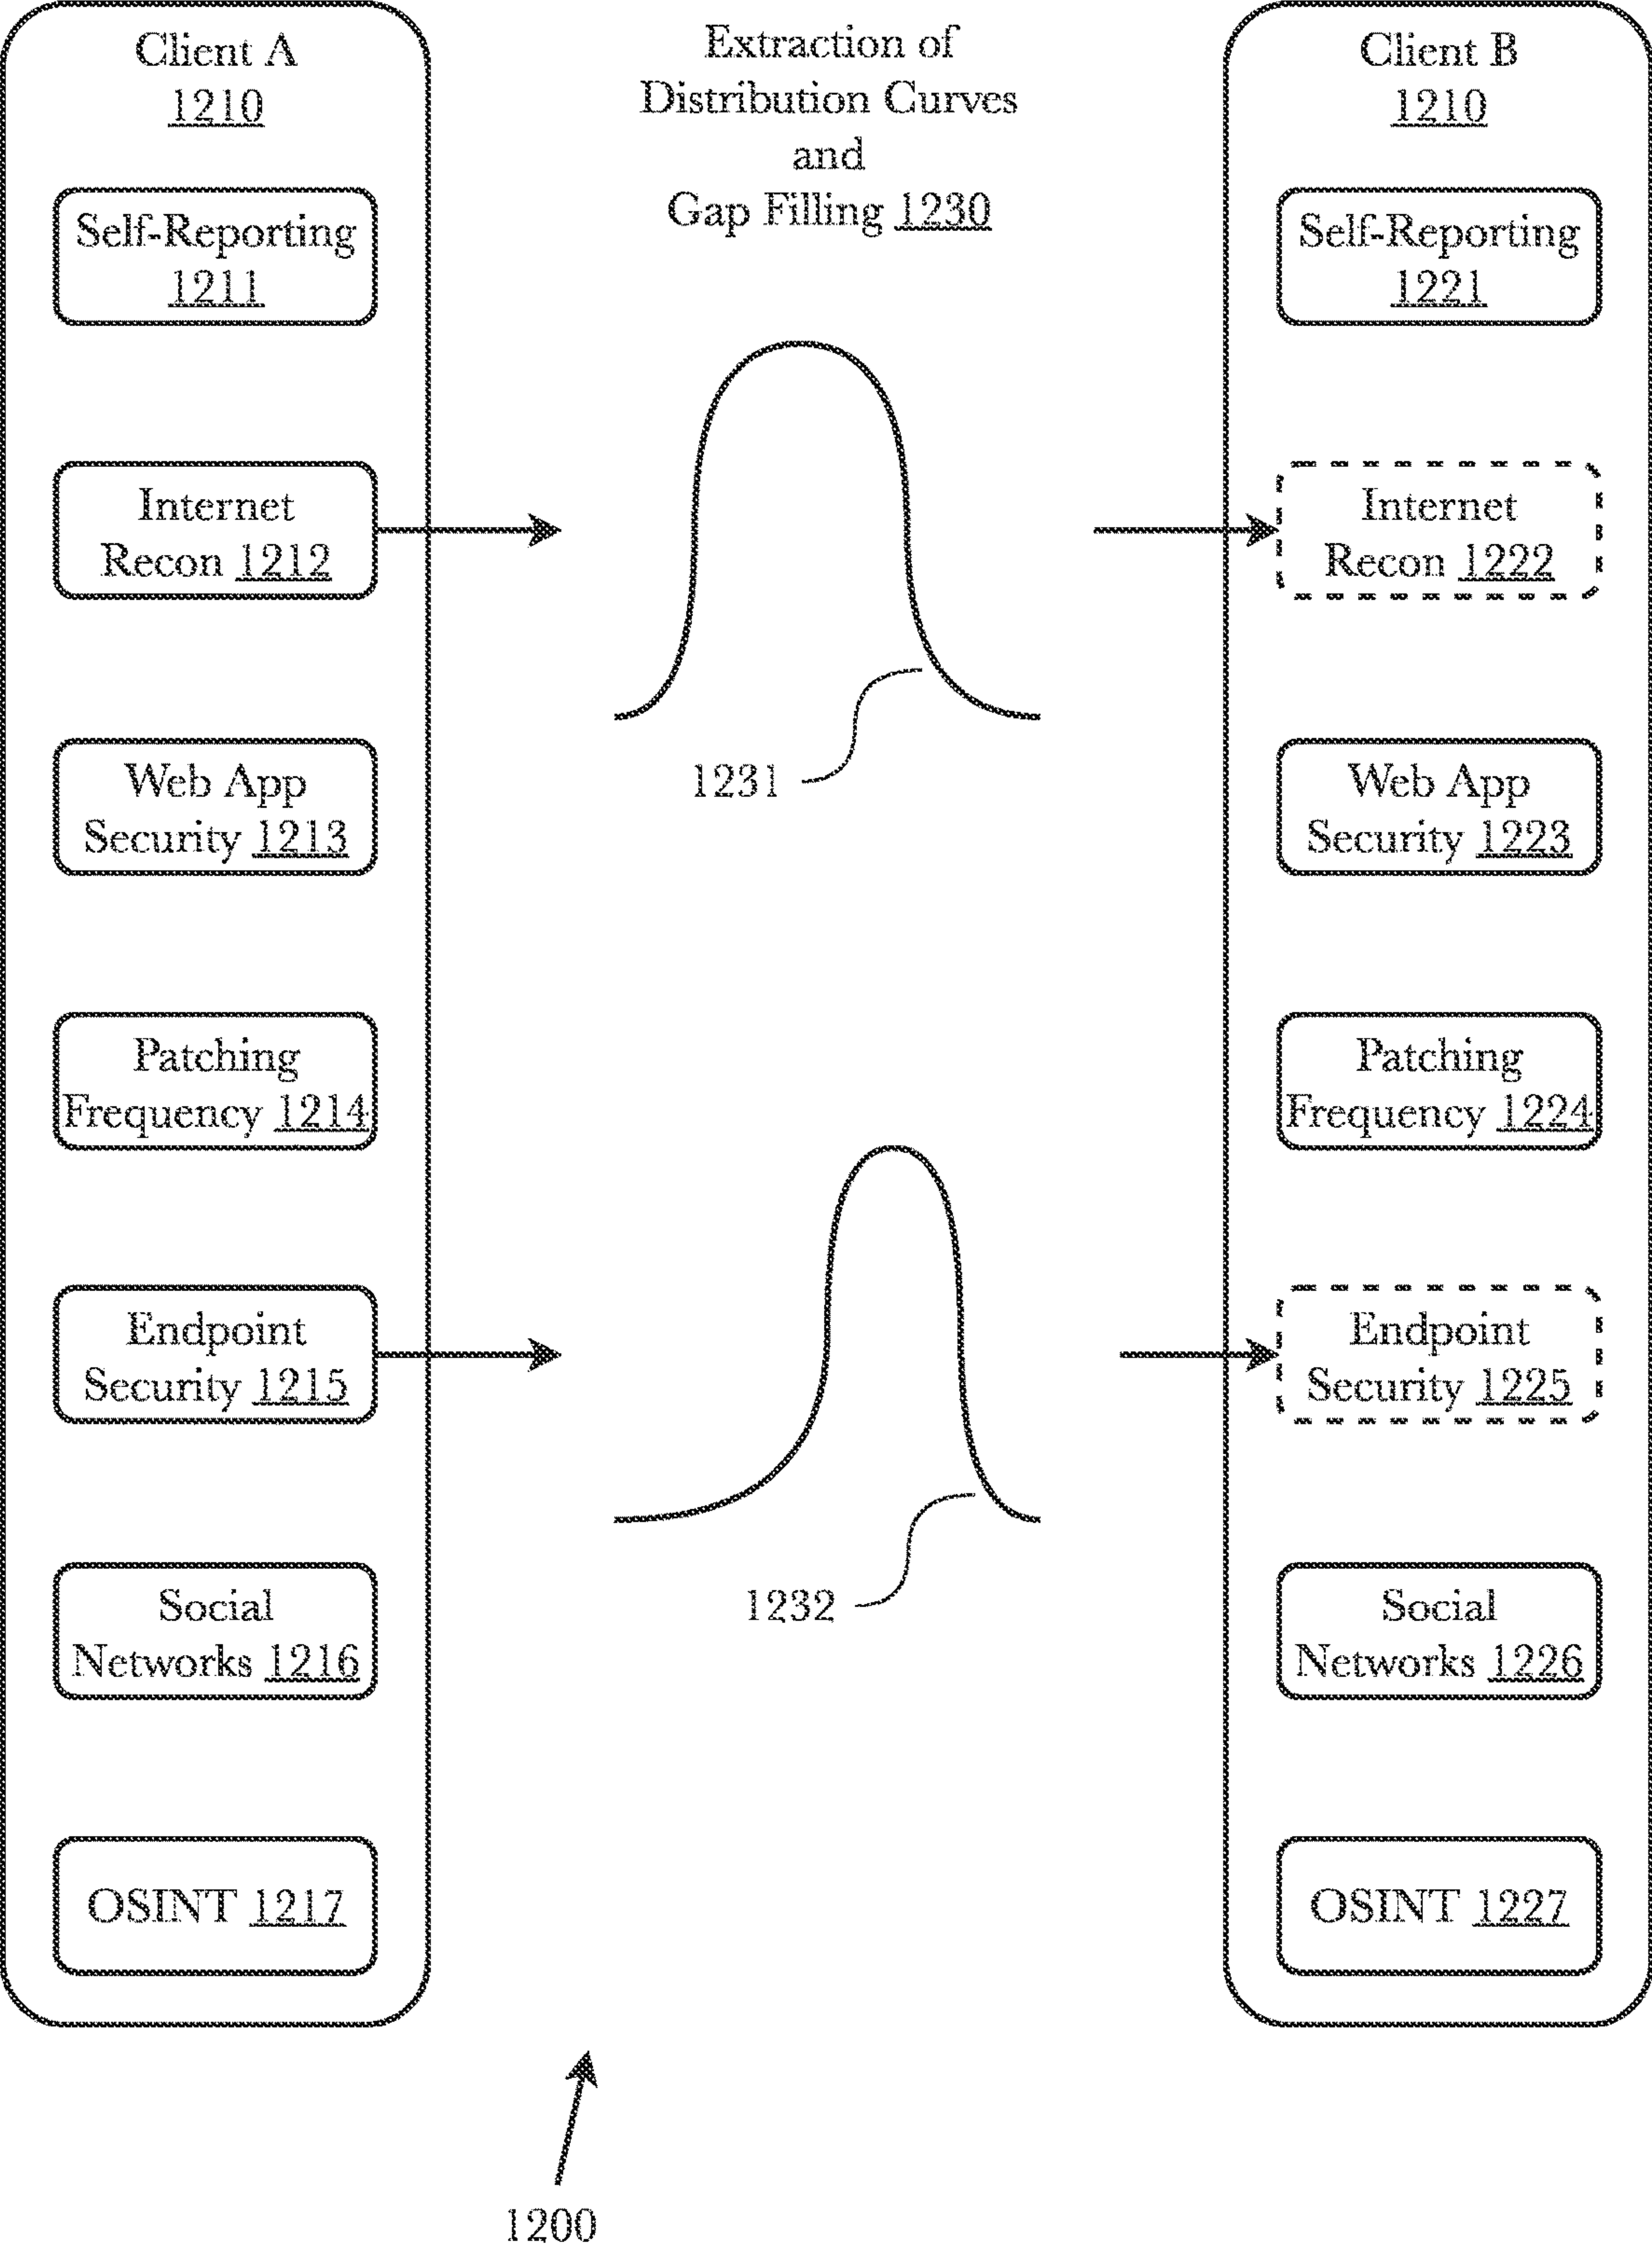 Client A
1210
Self-Reporting
1211
Internet
Recon 1212
Web App
Security 1213
Patching
Frequency 1214
Endpoint
Security 1215
Social
Networks 1216
OSINT 1217
Extraction of
Distribution Curves
and
Gap Filling 1230
1231
1232
Client B
1210
Self-Reporting
1221
Internet
Recon 1222
Web App
Security 1223
Patching
Frequency 1224
Endpoint
Security 1225
Social
Networks 1226
OSINT 1227
1200